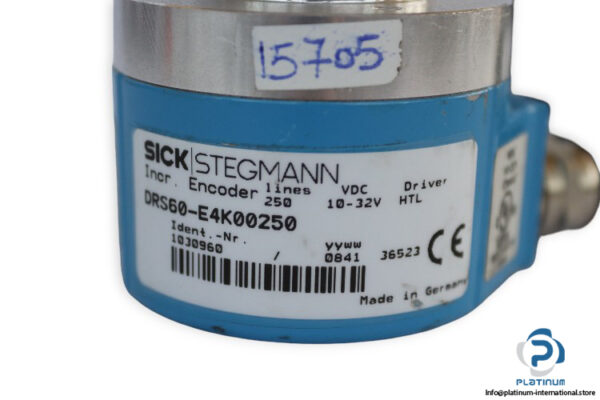 15705
SICK|STEGMANN
Incr. Encoder lines VDC Driver
250 10-32V HTL
DRS60-E4K00250
Ident.-Nr. yyww
1030960 / 0841 36523 CE
Made in Germany
PLATINUM
Info@platinum-international.store